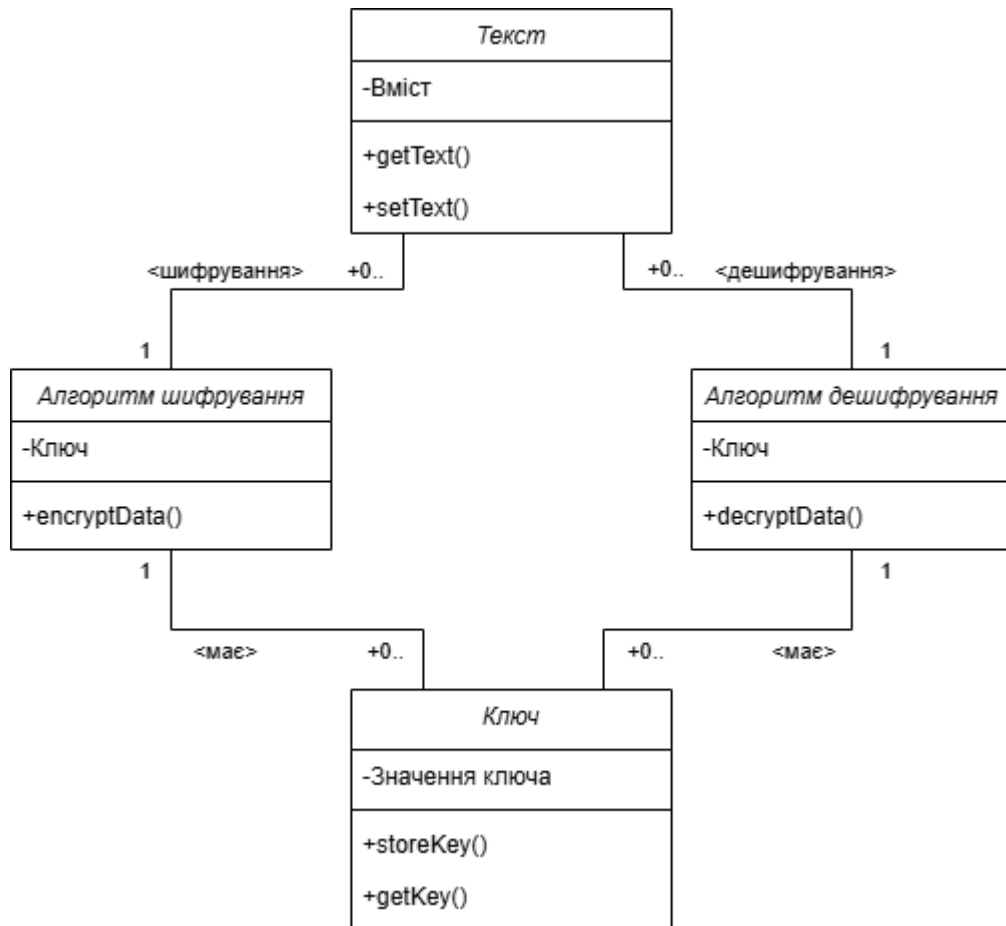 Текст
-Вміст
+getText()
+setText()
<шифрування> +0.. +0.. <дешифрування>
1 1
Алгоритм шифрування
-Ключ
+encryptData()
Алгоритм дешифрування
-Ключ
+decryptData()
1 1
<має> +0.. +0.. <має>
Ключ
-Значення ключа
+storeKey()
+getKey()